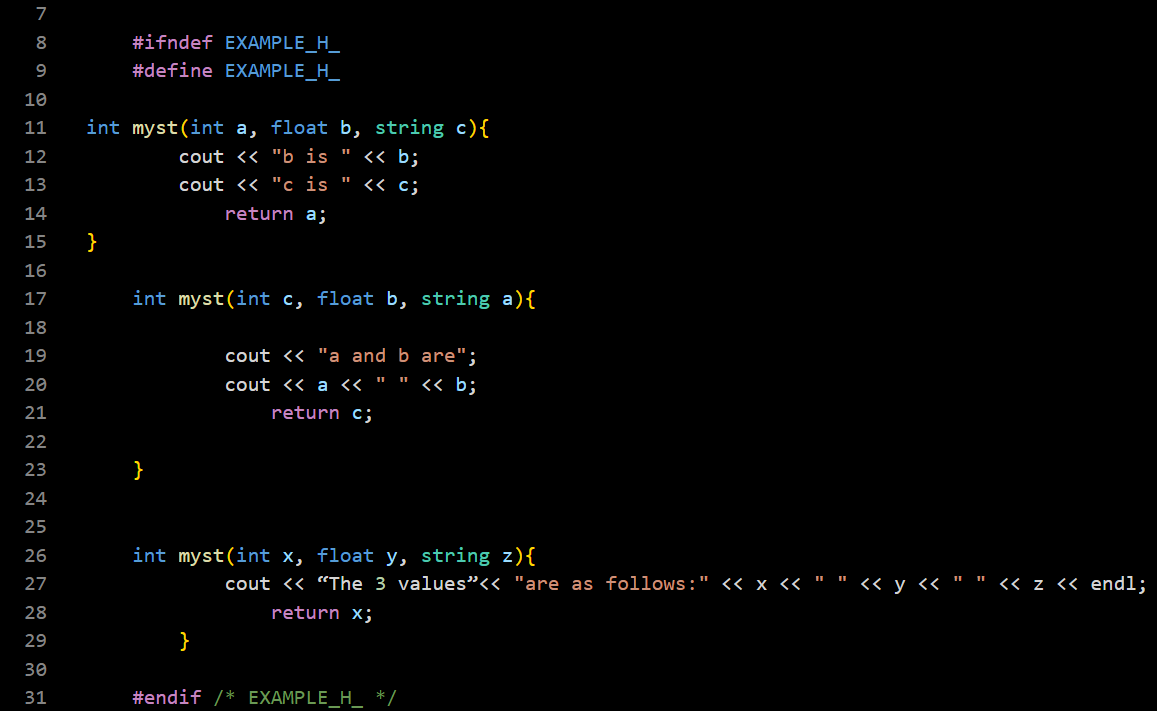 7
8 #ifndef EXAMPLE_H_
9 #define EXAMPLE_H_
10
11 int myst(int a, float b, string c){
12 cout << "b is " << b;
13 cout << "c is " << c;
14 return a;
15 }
16
17 int myst(int c, float b, string a){
18
19 cout << "a and b are";
20 cout << a << " " << b;
21 return c;
22
23 }
24
25
26 int myst(int x, float y, string z){
27 cout << “The 3 values”<< "are as follows:" << x << " " << y << " " << z << endl;
28 return x;
29 }
30
31 #endif /* EXAMPLE_H_ */